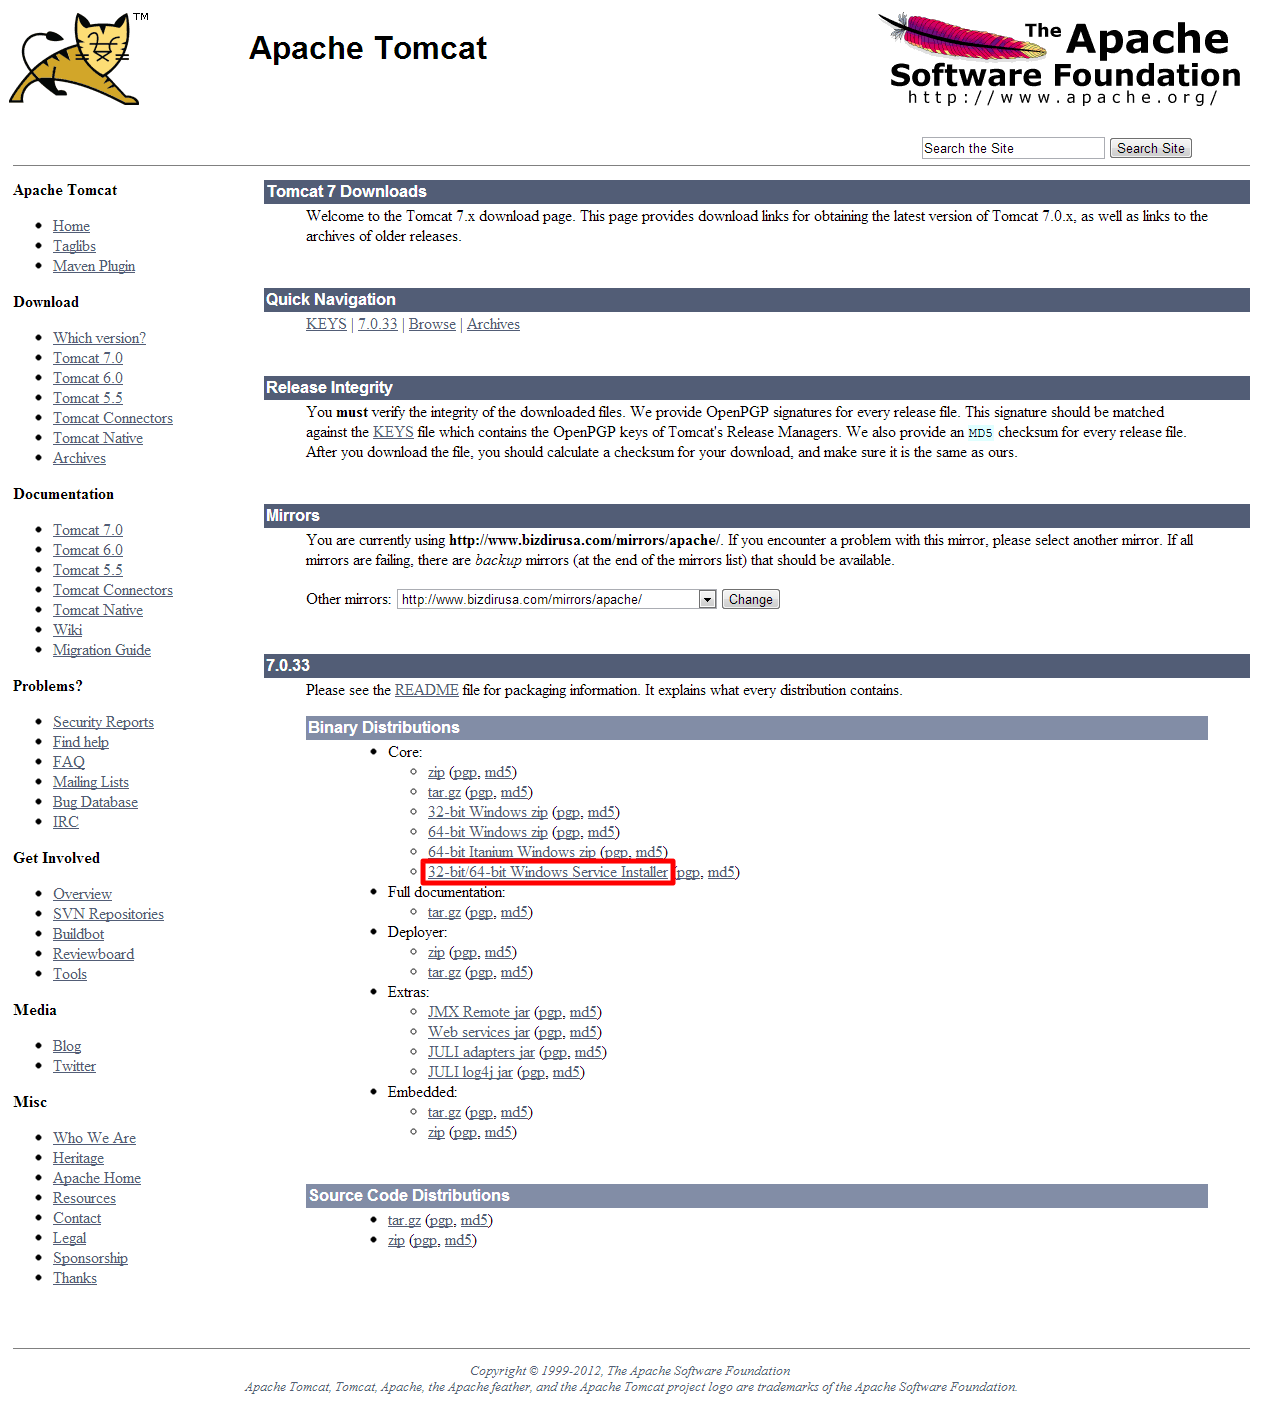 TM
Apache Tomcat
The Apache
Software Foundation
http://www.apache.org/
Search the Site Search Site
Apache Tomcat
Home
Taglibs
Maven Plugin
Download
Which version?
Tomcat 7.0
Tomcat 6.0
Tomcat 5.5
Tomcat Connectors
Tomcat Native
Archives
Documentation
Tomcat 7.0
Tomcat 6.0
Tomcat 5.5
Tomcat Connectors
Tomcat Native
Wiki
Migration Guide
Problems?
Security Reports
Find help
FAQ
Mailing Lists
Bug Database
IRC
Get Involved
Overview
SVN Repositories
Buildbot
Reviewboard
Tools
Media
Blog
Twitter
Misc
Who We Are
Heritage
Apache Home
Resources
Contact
Legal
Sponsorship
Thanks
Tomcat 7 Downloads
Welcome to the Tomcat 7.x download page. This page provides download links for obtaining the latest version of Tomcat 7.0.x, as well as links to the
archives of older releases.
Quick Navigation
KEYS | 7.0.33 | Browse | Archives
Release Integrity
You must verify the integrity of the downloaded files. We provide OpenPGP signatures for every release file. This signature should be matched
against the KEYS file which contains the OpenPGP keys of Tomcat's Release Managers. We also provide an MD5 checksum for every release file.
After you download the file, you should calculate a checksum for your download, and make sure it is the same as ours.
Mirrors
You are currently using http://www.bizdirusa.com/mirrors/apache/. If you encounter a problem with this mirror, please select another mirror. If all
mirrors are failing, there are backup mirrors (at the end of the mirrors list) that should be available.
Other mirrors: http://www.bizdirusa.com/mirrors/apache/ Change
7.0.33
Please see the README file for packaging information. It explains what every distribution contains.
Binary Distributions
Core:
zip (pgp, md5)
tar.gz (pgp, md5)
32-bit Windows zip (pgp, md5)
64-bit Windows zip (pgp, md5)
64-bit Itanium Windows zip (pgp, md5)
32-bit/64-bit Windows Service Installer (pgp, md5)
Full documentation:
tar.gz (pgp, md5)
Deployer:
zip (pgp, md5)
tar.gz (pgp, md5)
Extras:
JMX Remote jar (pgp, md5)
Web services jar (pgp, md5)
JULI adapters jar (pgp, md5)
JULI log4j jar (pgp, md5)
Embedded:
tar.gz (pgp, md5)
zip (pgp, md5)
Source Code Distributions
tar.gz (pgp, md5)
zip (pgp, md5)
Copyright © 1999-2012, The Apache Software Foundation
Apache Tomcat, Tomcat, Apache, the Apache feather, and the Apache Tomcat project logo are trademarks of the Apache Software Foundation.